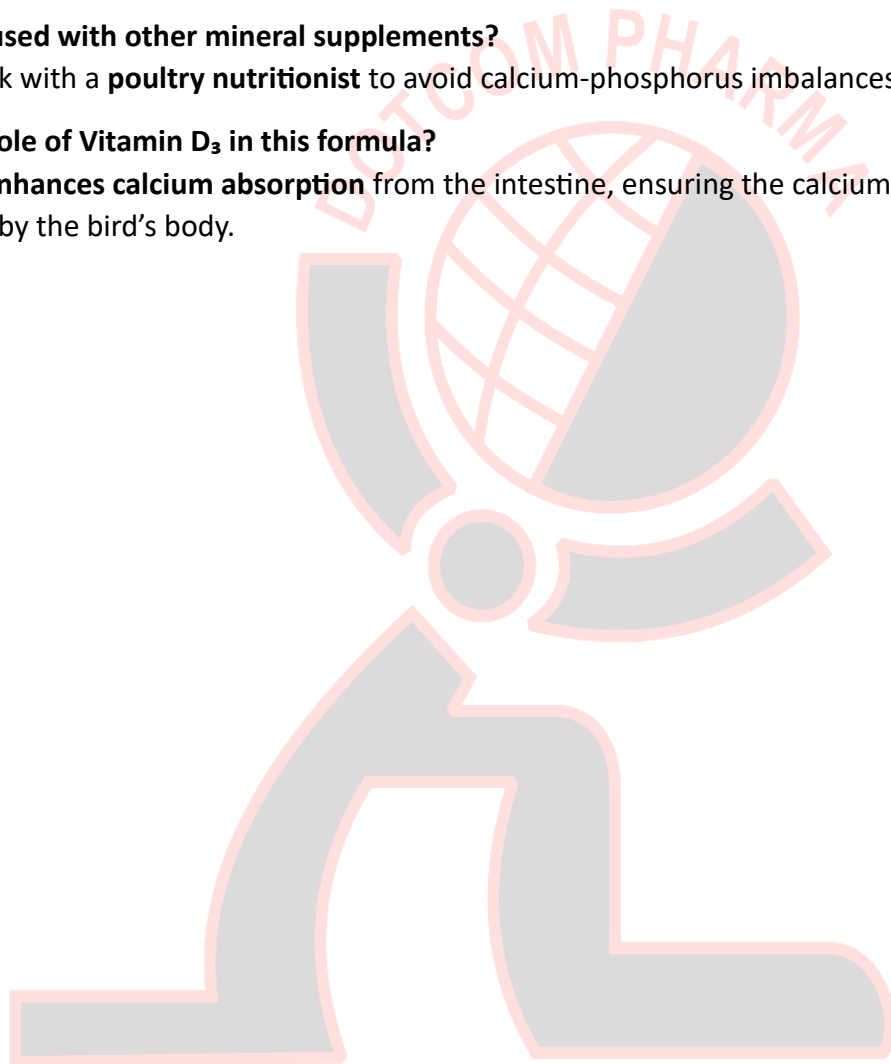 used with other mineral supplements?
k with a poultry nutritionist to avoid calcium-phosphorus imbalances
ole of Vitamin D₃ in this formula?
nhances calcium absorption from the intestine, ensuring the calcium
by the bird's body.
DOTCOM PHARMA